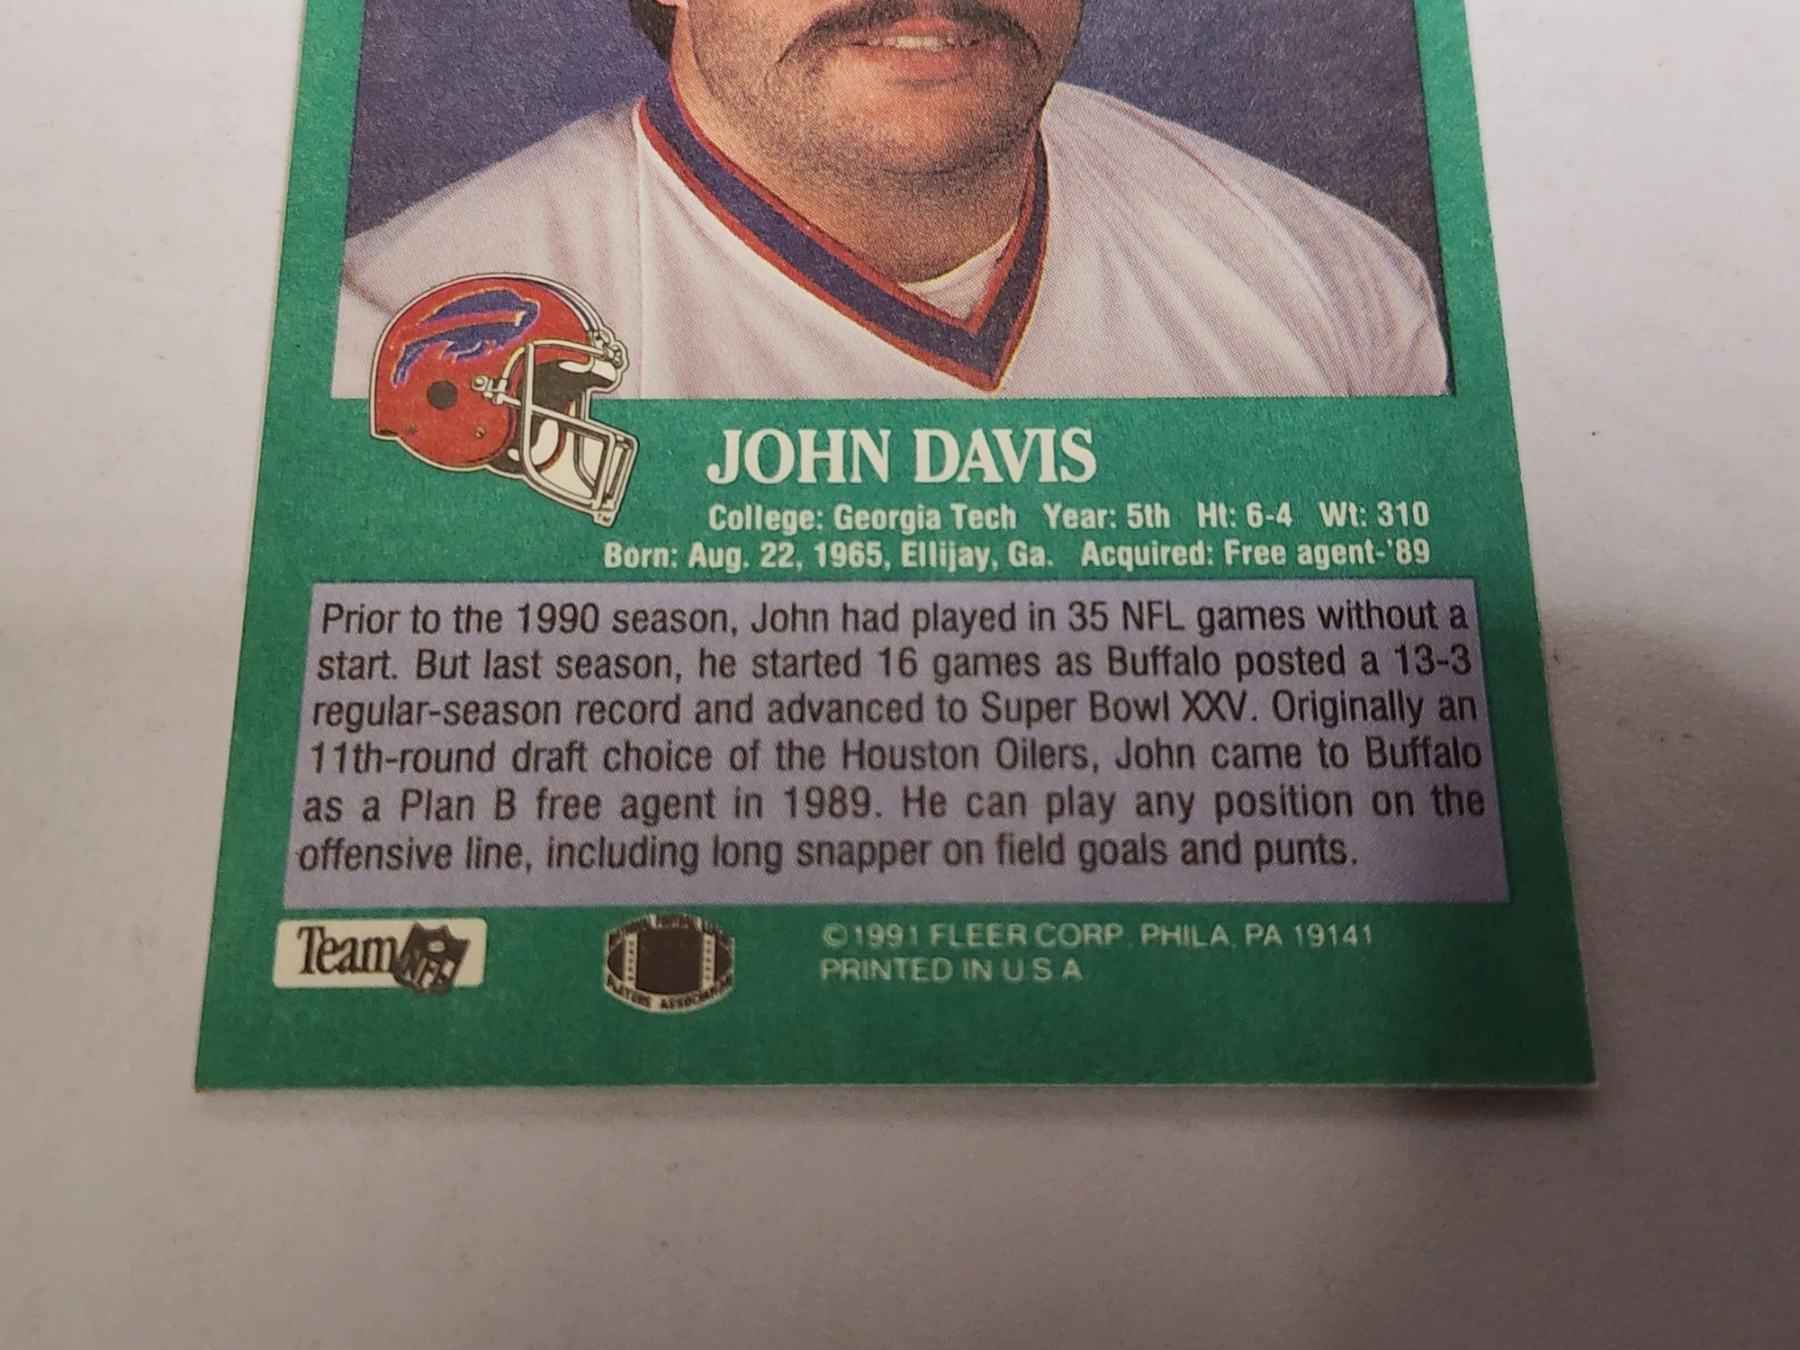 JOHN DAVIS
College: Georgia Tech Year: 5th Ht: 6-4 Wt: 310
Born: Aug. 22, 1965, Ellijay, Ga. Acquired: Free agent-'89
Prior to the 1990 season, John had played in 35 NFL games without a
start. But last season, he started 16 games as Buffalo posted a 13-3
regular-season record and advanced to Super Bowl XXV. Originally an
11th-round draft choice of the Houston Oilers, John came to Buffalo
as a Plan B free agent in 1989. He can play any position on the
offensive line, including long snapper on field goals and punts.
Team NFL
PLAYERS ASSOCIATION
©1991 FLEER CORP. PHILA, PA 19141
PRINTED IN U.S.A